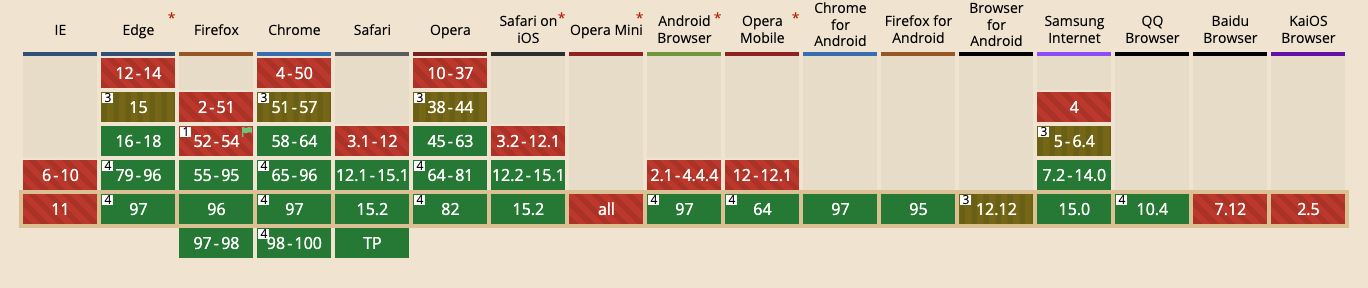 IE Edge * Firefox Chrome Safari Opera Safari on iOS * Opera Mini * Android Browser * Opera Mobile * Chrome for Android Firefox for Android Browser for Android Samsung Internet QQ Browser Baidu Browser KaiOS Browser
12-14 4-50 10-37
3 15 2-51 3 51-57 3 38-44 4
16-18 1 52-54 58-64 3.1-12 45-63 3.2-12.1 3 5-6.4
6-10 4 79-96 55-95 4 65-96 12.1-15.1 4 64-81 12.2-15.1 2.1-4.4.4 12-12.1 7.2-14.0
11 4 97 96 4 97 15.2 4 82 15.2 all 4 97 4 64 97 95 3 12.12 15.0 4 10.4 7.12 2.5
97-98 4 98-100 TP